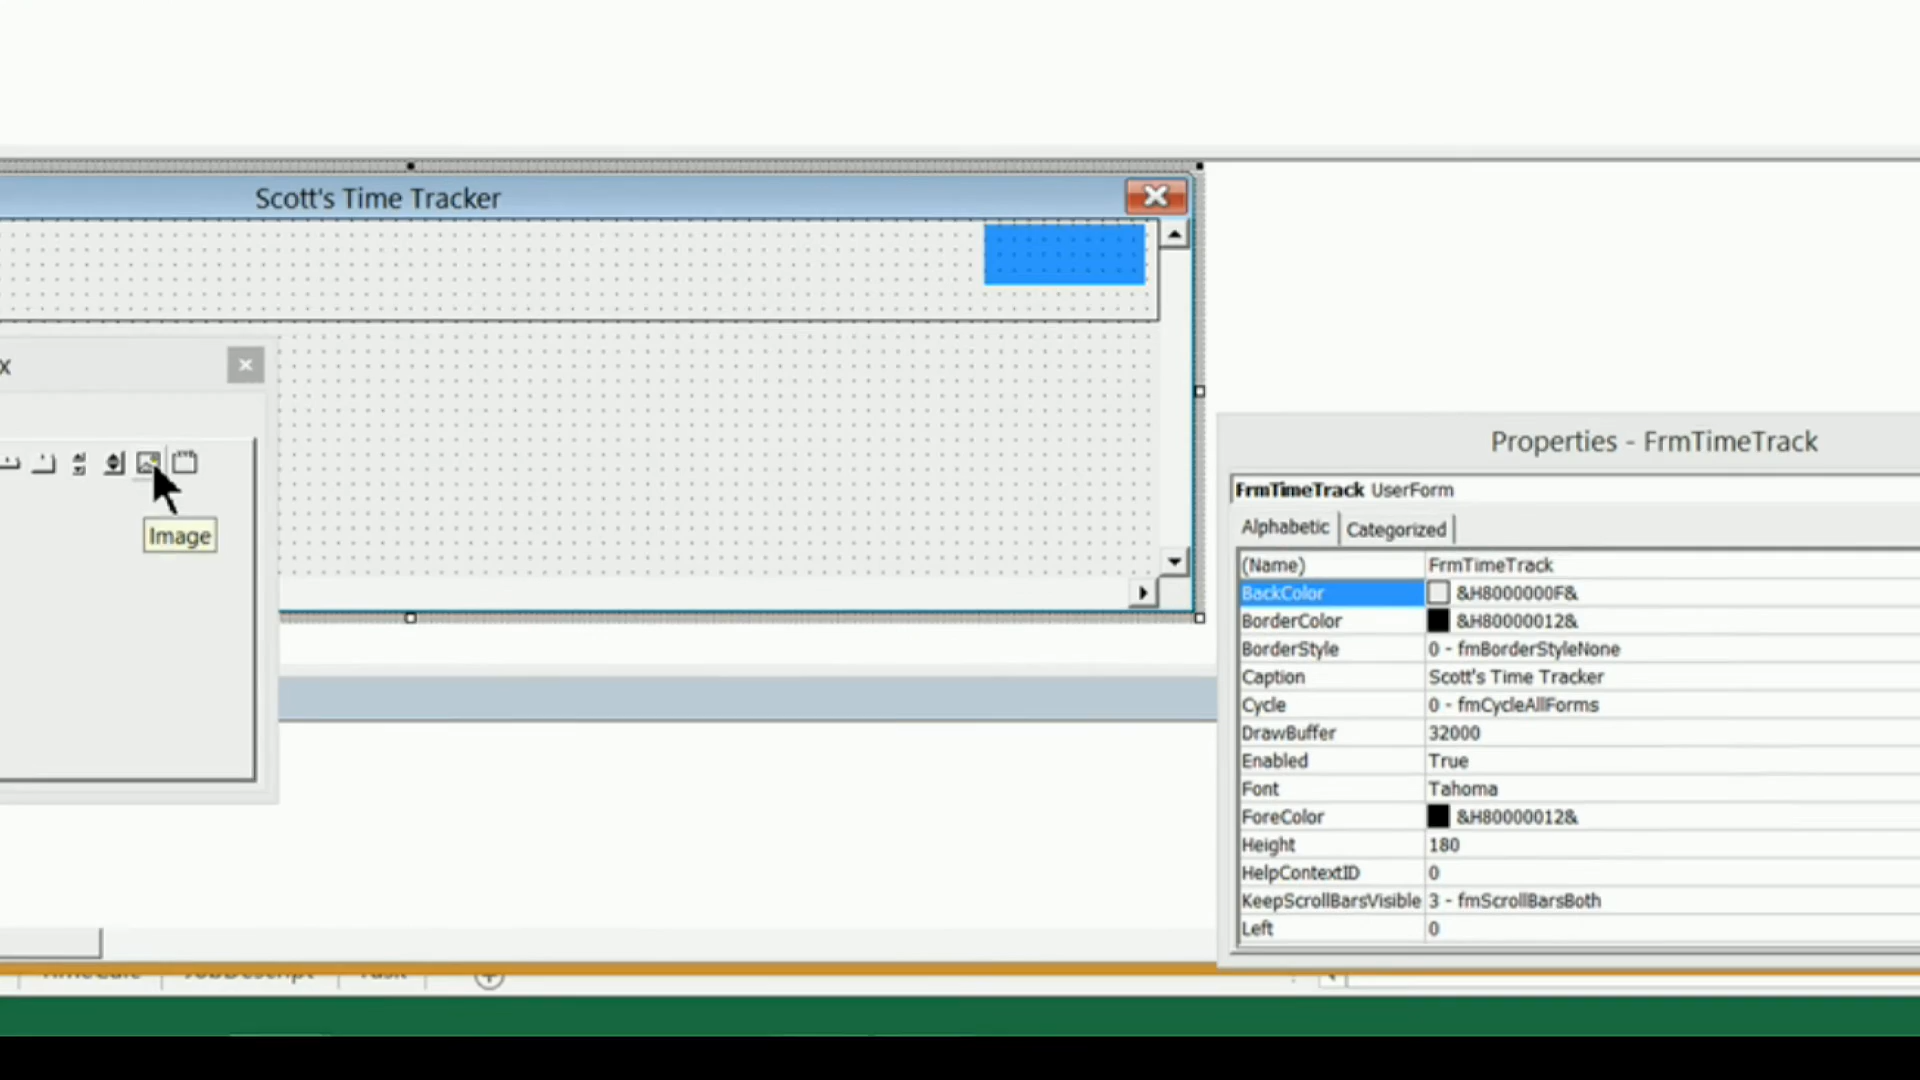 Scott's Time Tracker
x
Image
Properties - FrmTimeTrack
FrmTimeTrack UserForm
Alphabetic Categorized
(Name) FrmTimeTrack
BackColor &H8000000F&
BorderColor &H80000012&
BorderStyle 0 - fmBorderStyleNone
Caption Scott's Time Tracker
Cycle 0 - fmCycleAllForms
DrawBuffer 32000
Enabled True
Font Tahoma
ForeColor &H80000012&
Height 180
HelpContextID 0
KeepScrollBarsVisible 3 - fmScrollBarsBoth
Left 0